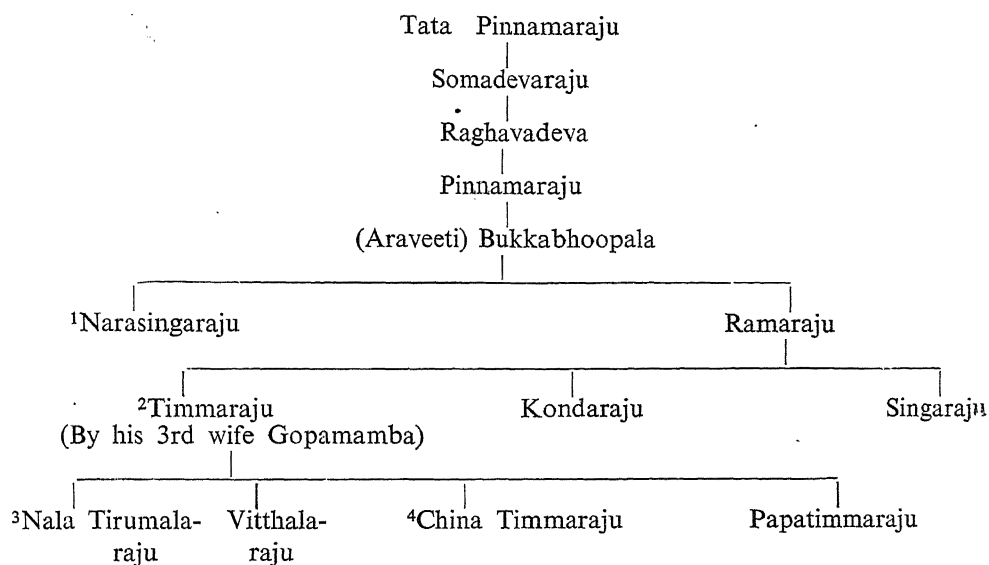 Tata Pinnamaraju
Somadevaraju
Raghavadeva
Pinnamaraju
(Araveeti) Bukkabhoopala
¹Narasingaraju Ramaraju
²Timmaraju Kondaraju Singaraju
(By his 3rd wife Gopamamba)
³Nala Tirumala- Vitthala- ⁴China Timmaraju Papatimmaraju
raju raju